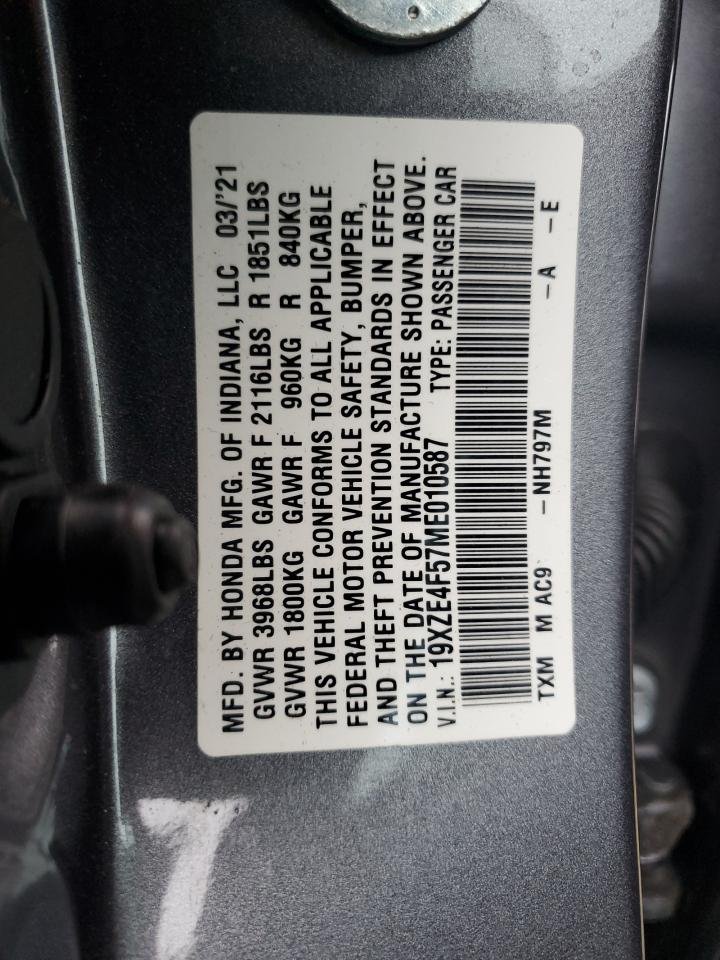 MFD. BY HONDA MFG. OF INDIANA, LLC 03/'21
GVWR 3968LBS GAWR F 2116LBS R 1851LBS
GVWR 1800KG GAWR F 960KG R 840KG
THIS VEHICLE CONFORMS TO ALL APPLICABLE
FEDERAL MOTOR VEHICLE SAFETY, BUMPER,
AND THEFT PREVENTION STANDARDS IN EFFECT
ON THE DATE OF MANUFACTURE SHOWN ABOVE.
V.I.N.: 19XZE4F57ME010587 TYPE: PASSENGER CAR
TXM M AC9 -NH797M -A -E